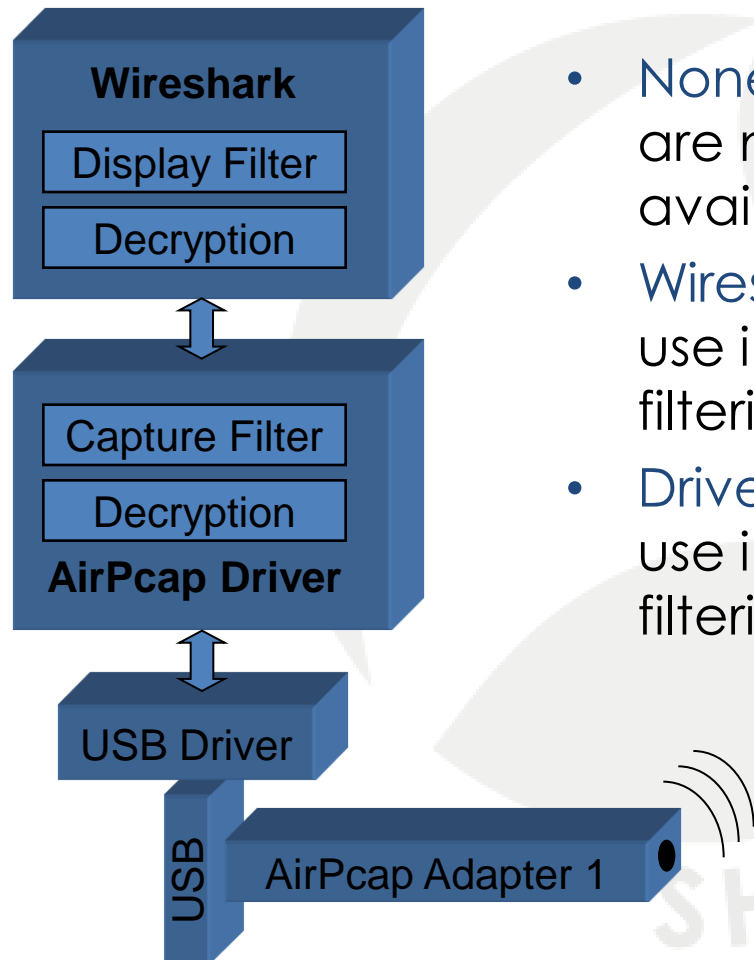 Wireshark
Display Filter
Decryption
Capture Filter
Decryption
AirPcap Driver
USB Driver
USB
AirPcap Adapter 1
• None
are
avai
• Wires
use i
filteri
• Drive
use i
filteri
SH